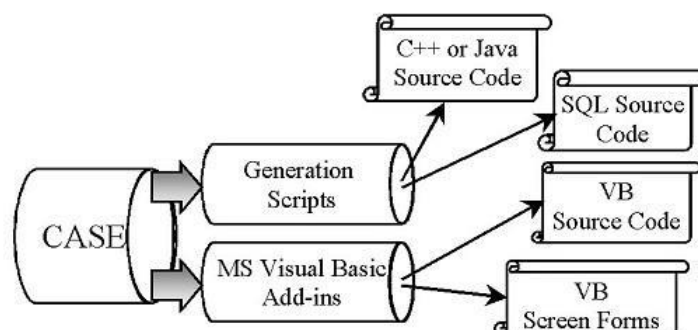 C++ or Java
Source Code
SQL Source
Code
Generation
Scripts
VB
Source Code
CASE
MS Visual Basic
Add-ins
VB
Screen Forms